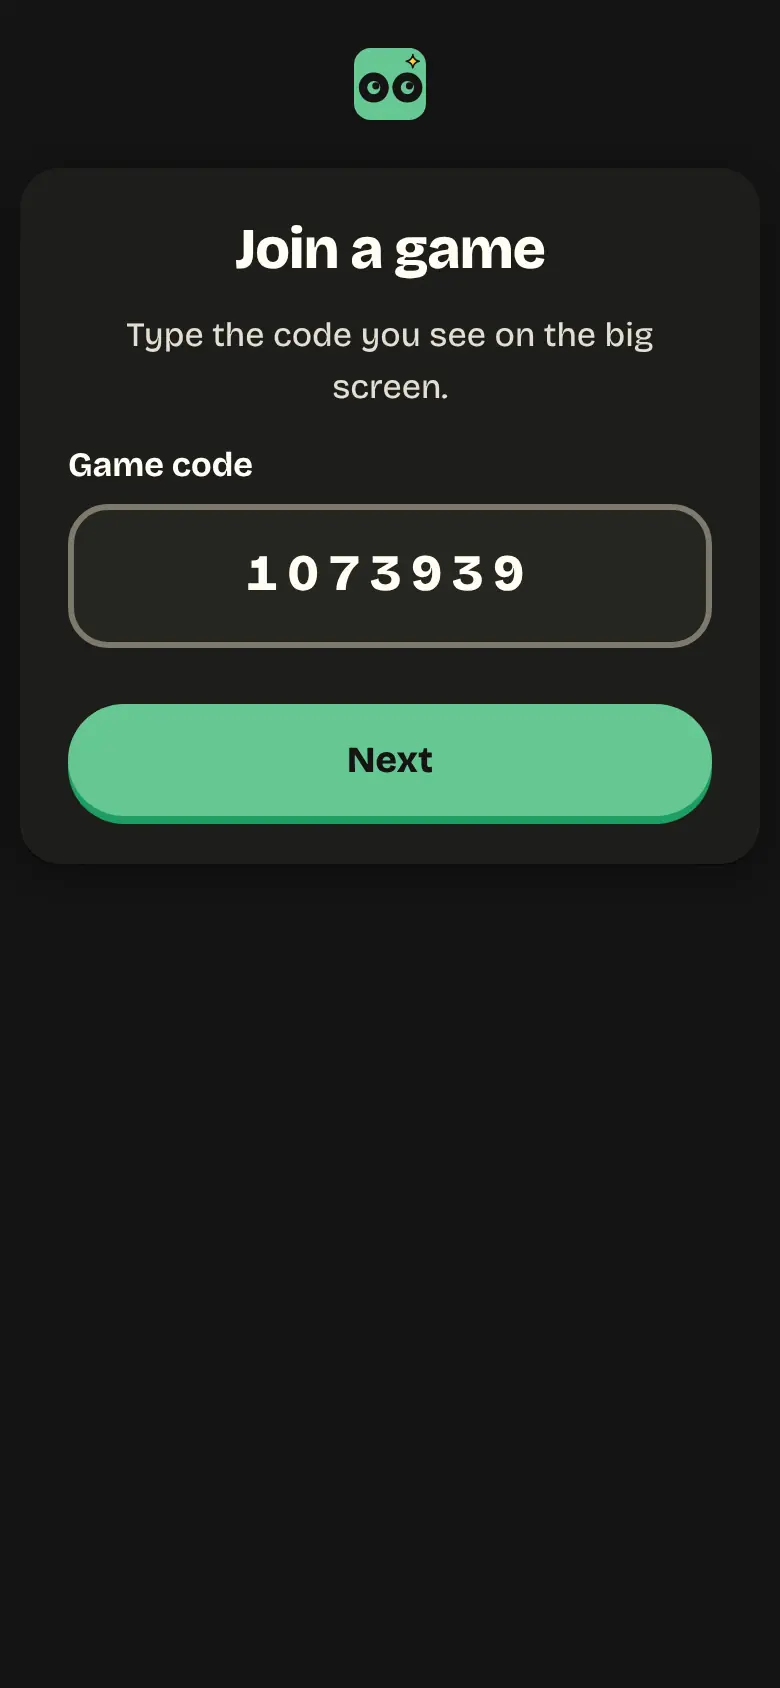 Join a game
Type the code you see on the big
screen.
Game code
1073939
Next